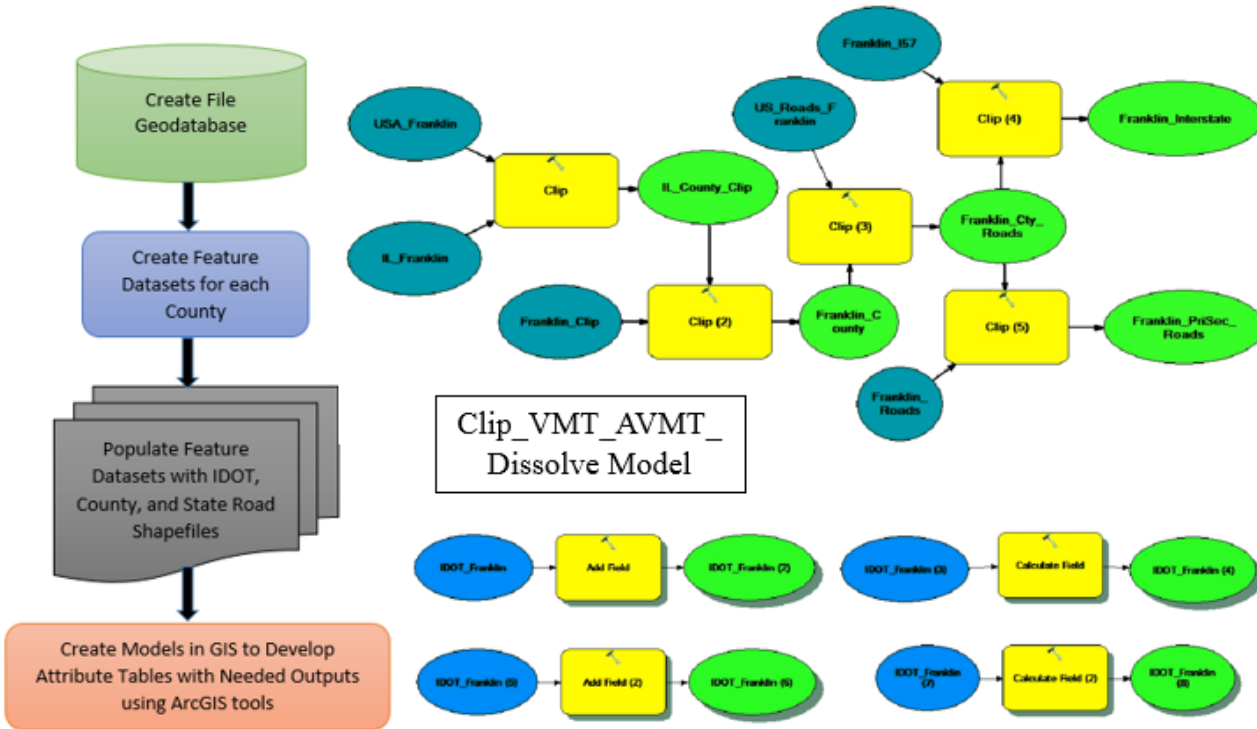 Create File
Geodatabase
Create Feature
Datasets for each
County
Populate Feature
Datasets with IDOT,
County, and State Road
Shapefiles
Create Models in GIS to Develop
Attribute Tables with Needed Outputs
using ArcGIS tools
USA_Franklin
IL_Franklin
Clip
IL_County_Clip
Franklin_Clip
Clip (2)
Franklin_C
ounty
US_Roads_F
ranklin
Clip (3)
Franklin_I57
Clip (4)
Franklin_Interstate
Franklin_Cty_
Roads
Clip (5)
Franklin_PriSec_
Roads
Franklin_
Roads
Clip_VMT_AVMT_
Dissolve Model
IDOT_Franklin
Add Field
IDOT_Franklin (2)
IDOT_Franklin (3)
Calculate Field
IDOT_Franklin (4)
IDOT_Franklin (5)
Add Field (2)
IDOT_Franklin (6)
IDOT_Franklin
(7)
Calculate Field (2)
IDOT_Franklin
(8)